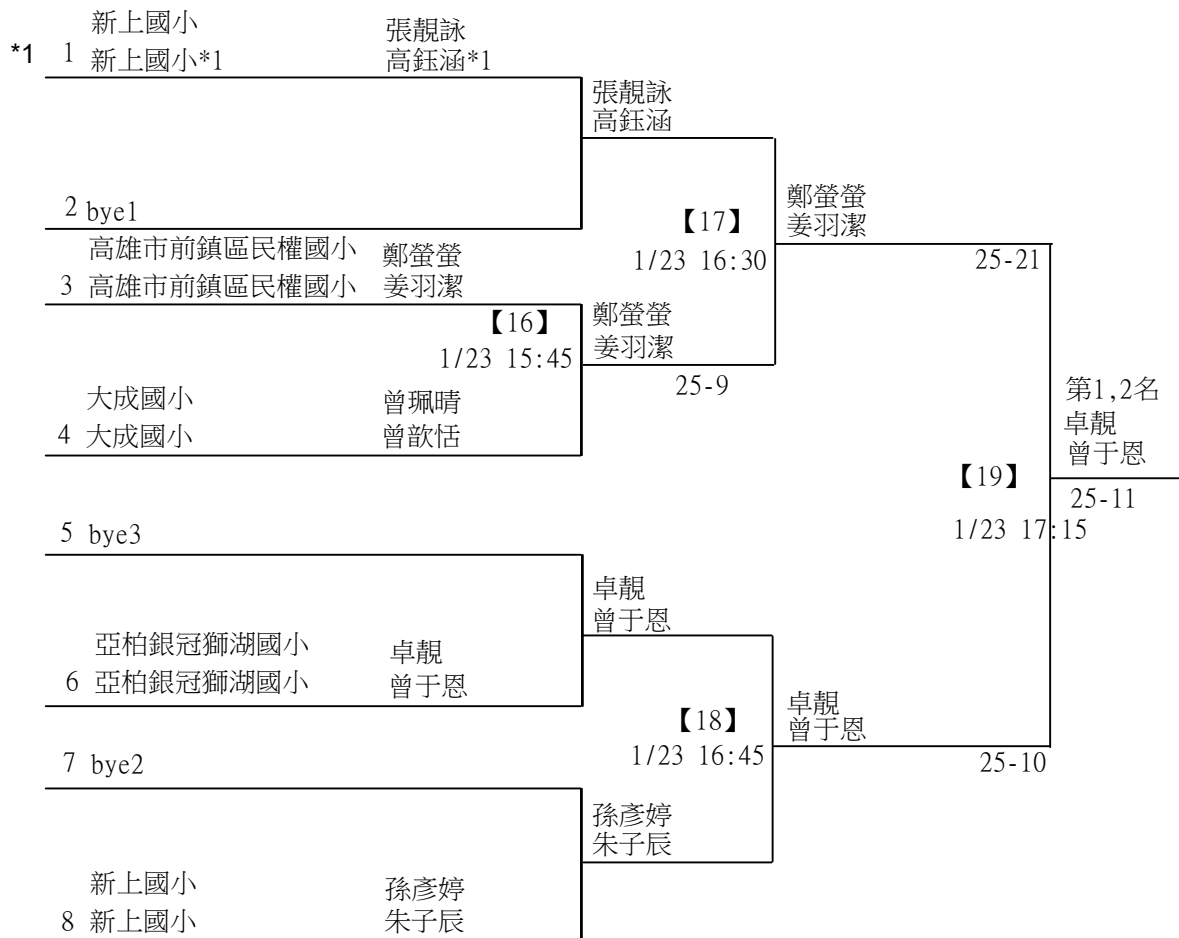 新上國小 張靚詠
*1 1 新上國小*1 高鈺涵*1
張靚詠
高鈺涵
2 bye1
鄭螢螢
【17】 姜羽潔
高雄市前鎮區民權國小 鄭螢螢
1/23 16:30 25-21
3 高雄市前鎮區民權國小 姜羽潔
【16】 鄭螢螢
1/23 15:45 姜羽潔
25-9
大成國小 曾珮晴
4 大成國小 曾歆恬
第1,2名
卓靚
曾于恩
【19】
25-11
1/23 17:15
5 bye3
卓靚
曾于恩
亞柏銀冠獅湖國小 卓靚
6 亞柏銀冠獅湖國小 曾于恩
【18】 卓靚
曾于恩
7 bye2 1/23 16:45 25-10
孫彥婷
朱子辰
新上國小 孫彥婷
8 新上國小 朱子辰